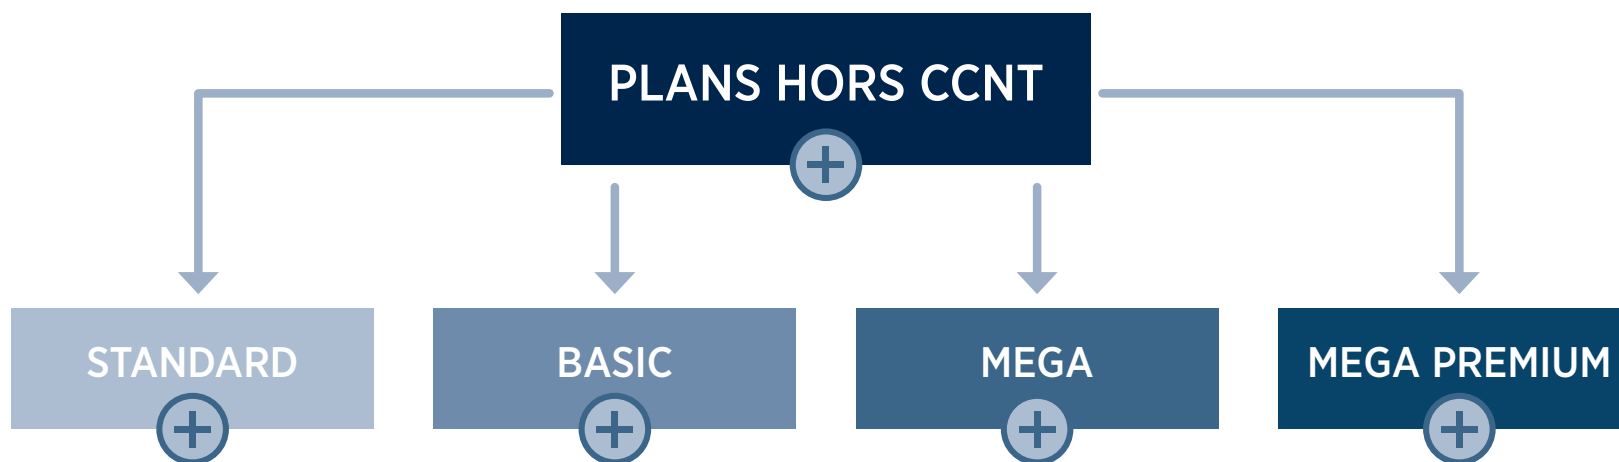 PLANS HORS CCNT
STANDARD
BASIC
MEGA
MEGA PREMIUM